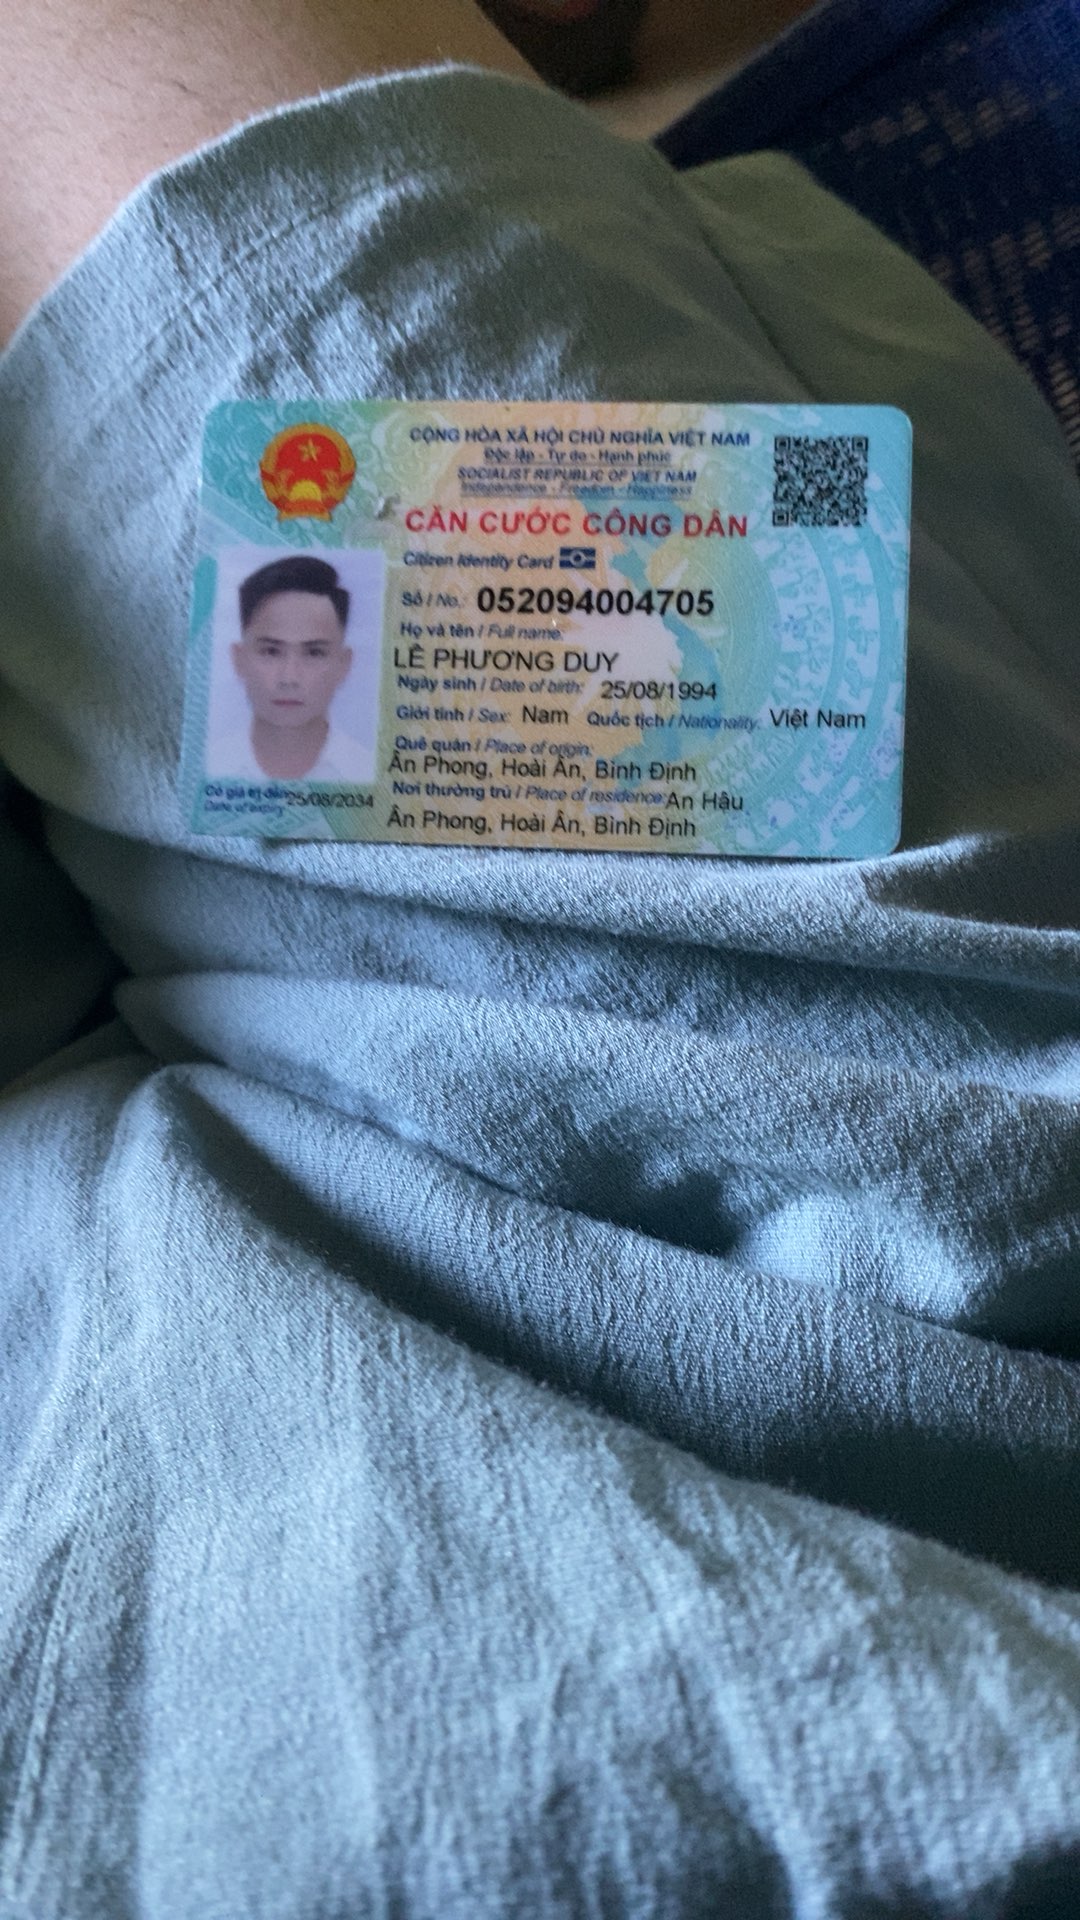 CỘNG HÒA XÃ HỘI CHỦ NGHĨA VIỆT NAM
Độc lập - Tự do - Hạnh phúc
SOCIALIST REPUBLIC OF VIET NAM
Independence - Freedom - Happiness
CĂN CƯỚC CÔNG DÂN
Citizen Identity Card
Số / No.: 052094004705
Họ và tên / Full name:
LÊ PHƯƠNG DUY
Ngày sinh / Date of birth: 25/08/1994
Giới tính / Sex: Nam Quốc tịch / Nationality: Việt Nam
Quê quán / Place of origin:
Ân Phong, Hoài Ân, Bình Định
Nơi thường trú / Place of residence: An Hậu
Ân Phong, Hoài Ân, Bình Định
Có giá trị đến: 25/08/2034
Date of expiry